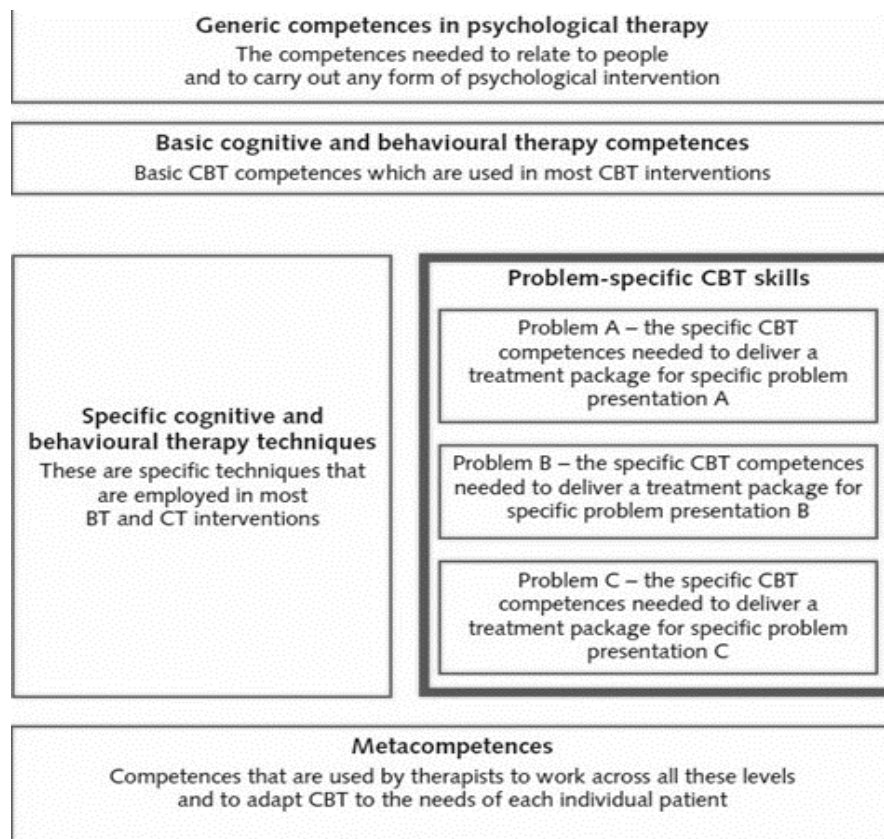 Generic competences in psychological therapy
The competences needed to relate to people
and to carry out any form of psychological intervention
Basic cognitive and behavioural therapy competences
Basic CBT competences which are used in most CBT interventions
Specific cognitive and
behavioural therapy techniques
These are specific techniques that
are employed in most
BT and CT interventions
Problem-specific CBT skills
Problem A – the specific CBT
competences needed to deliver a
treatment package for specific problem
presentation A
Problem B – the specific CBT competences
needed to deliver a treatment package for
specific problem presentation B
Problem C – the specific CBT
competences needed to deliver a
treatment package for specific problem
presentation C
Metacompetences
Competences that are used by therapists to work across all these levels
and to adapt CBT to the needs of each individual patient